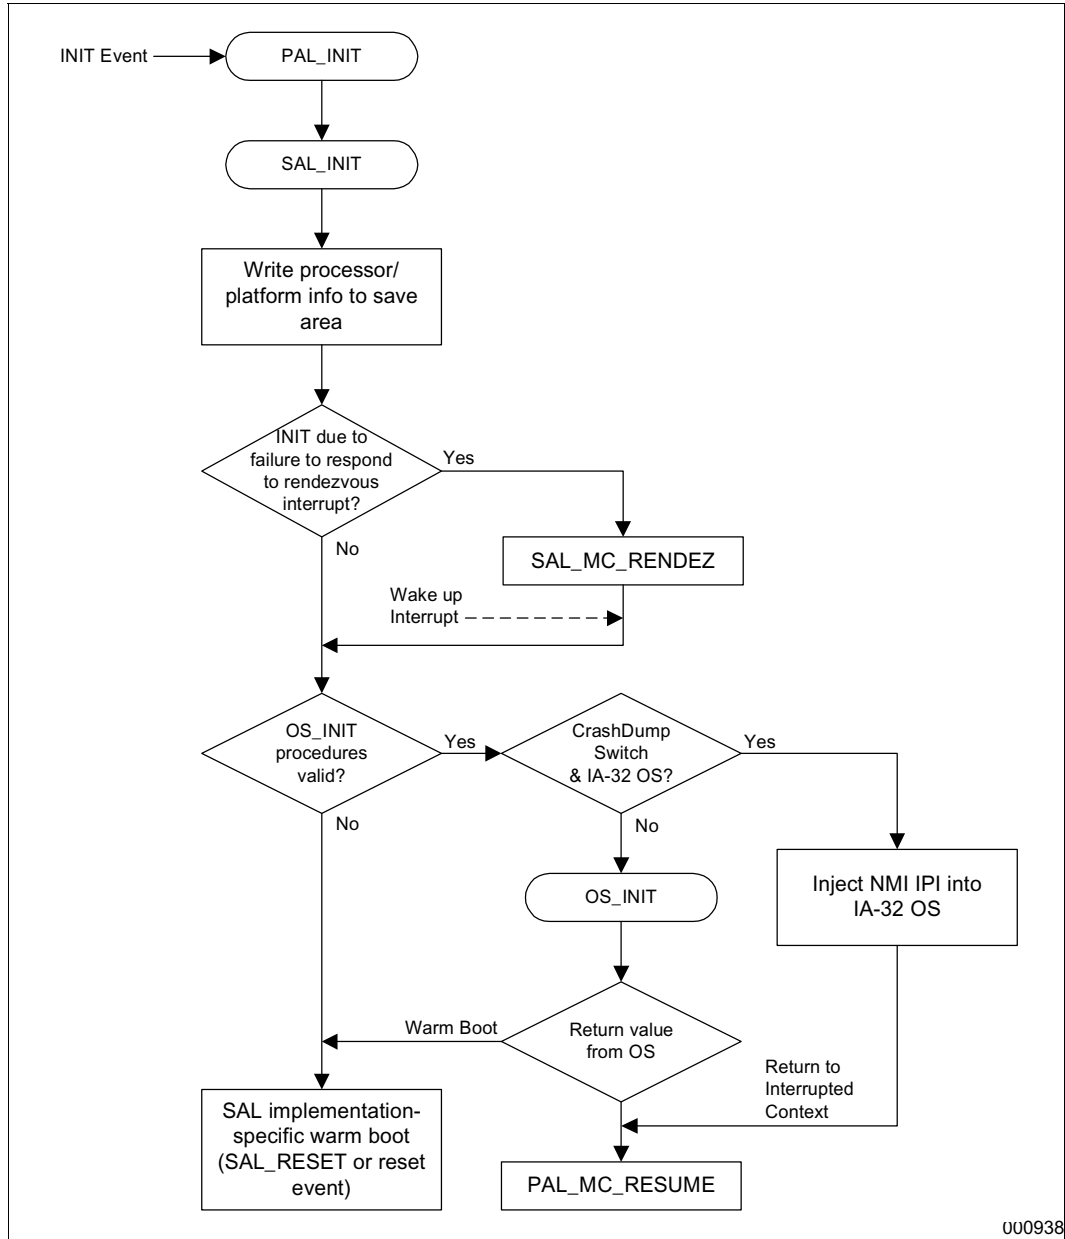 INIT Event
PAL_INIT
SAL_INIT
Write processor/
platform info to save
area
INIT due to
failure to respond
to rendezvous
interrupt?
Yes
No
SAL_MC_RENDEZ
Wake up
Interrupt
OS_INIT
procedures
valid?
Yes
CrashDump
Switch
& IA-32 OS?
Yes
No
No
OS_INIT
Inject NMI IPI into
IA-32 OS
Warm Boot
Return value
from OS
Return to
Interrupted
Context
SAL implementation-
specific warm boot
(SAL_RESET or reset
event)
PAL_MC_RESUME
000938